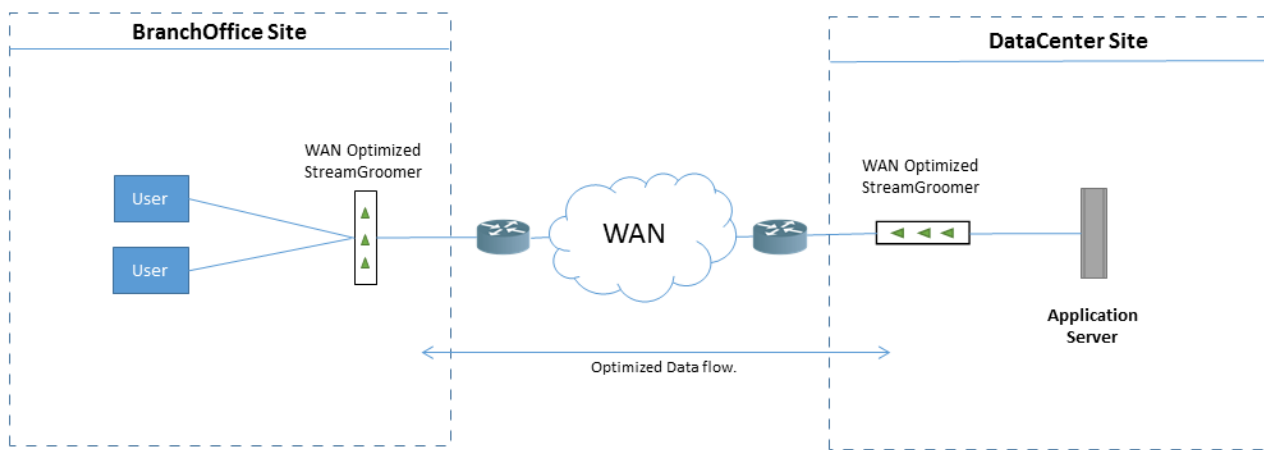 BranchOffice Site
DataCenter Site
WAN Optimized
StreamGroomer
User
User
WAN
WAN Optimized
StreamGroomer
Application
Server
Optimized Data flow.